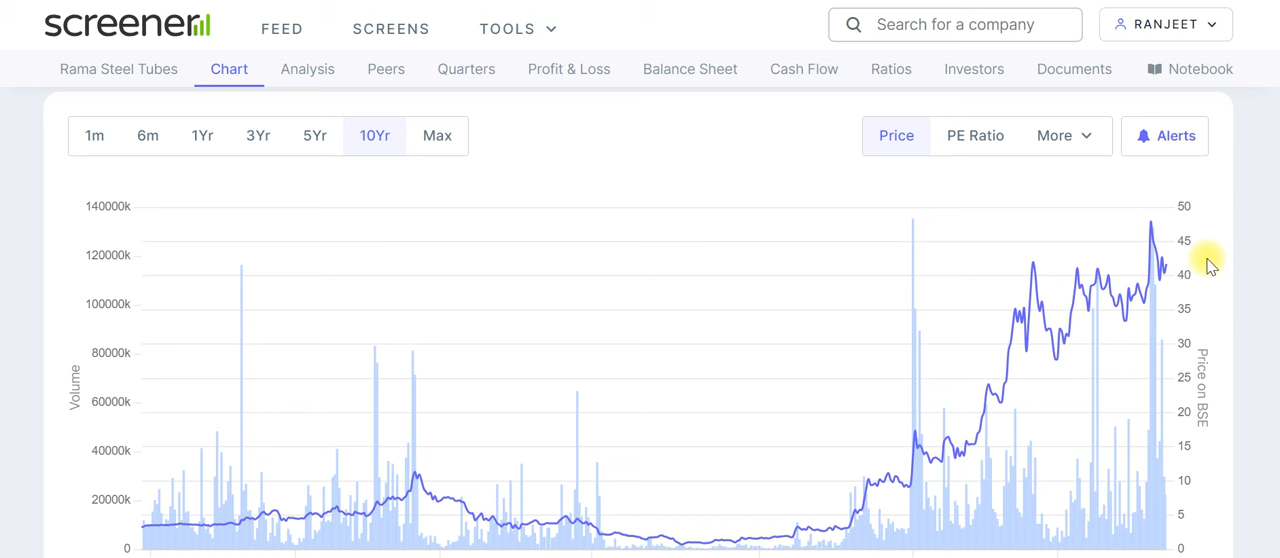 screener
FEED SCREENS TOOLS
Search for a company
RANJEET
Rama Steel Tubes Chart Analysis Peers Quarters Profit & Loss Balance Sheet Cash Flow Ratios Investors Documents Notebook
1m 6m 1Yr 3Yr 5Yr 10Yr Max
Price PE Ratio More Alerts
140000k 50
45
120000k
40
100000k 35
80000k 30
25
60000k 20
40000k 15
10
20000k
5
0 0
Volume
Price on BSE